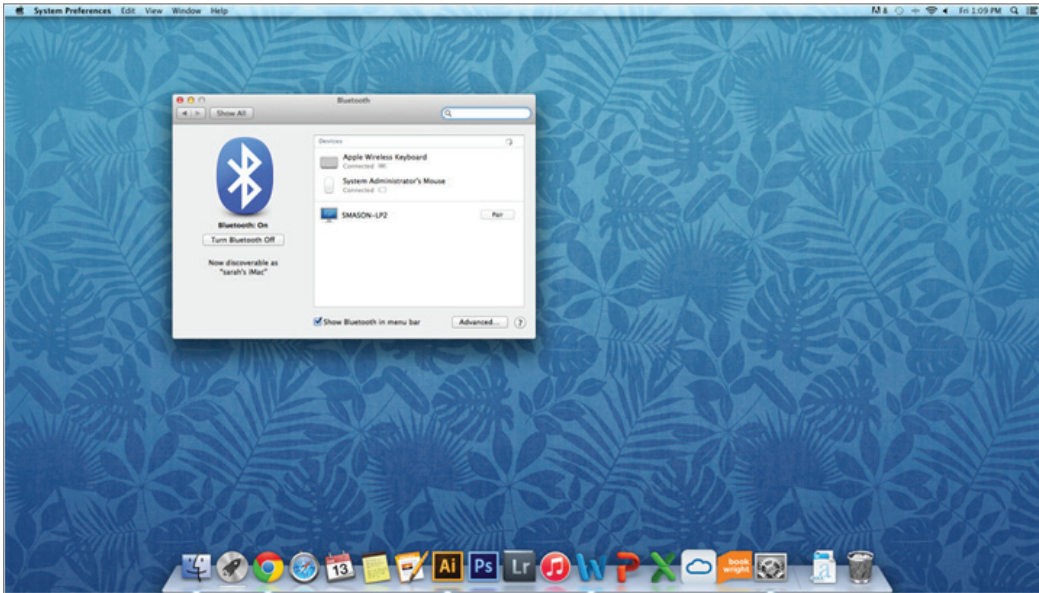 System Preferences Edit View Window Help
Fri 1:09 PM
Bluetooth
Show All
Devices
Apple Wireless Keyboard
Connected
System Administrator's Mouse
Connected
SMASON-LP2 Pair
Bluetooth: On
Turn Bluetooth Off
Now discoverable as
"sarah's iMac"
Show Bluetooth in menu bar Advanced... ?
13 Ai Ps Lr W P X book
wright
a